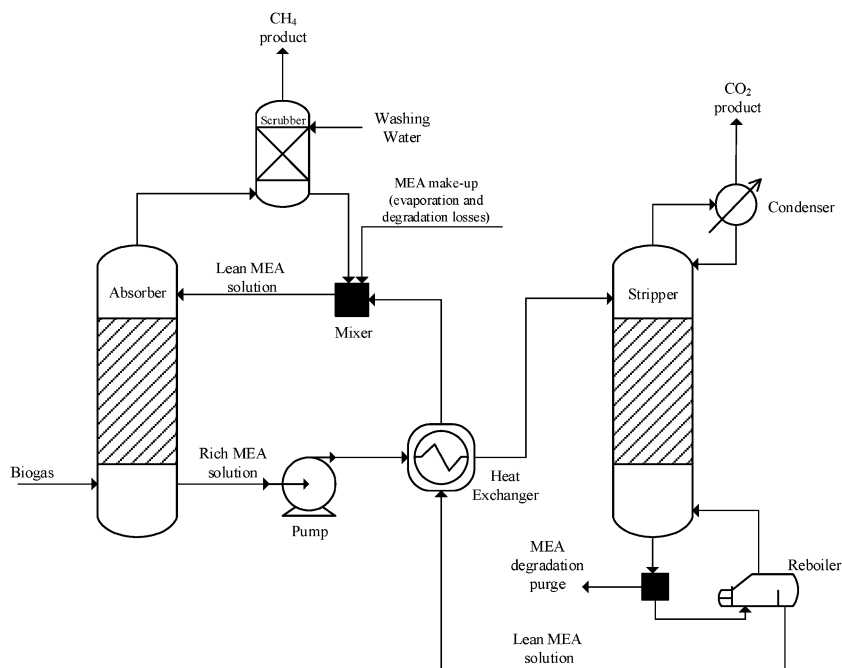 CH₄
product
Scrubber
Washing
Water
CO₂
product
MEA make-up
(evaporation and
degradation losses)
Condenser
Absorber
Lean MEA
solution
Stripper
Mixer
Biogas
Rich MEA
solution
Pump
Heat
Exchanger
MEA
degradation
purge
Reboiler
Lean MEA
solution